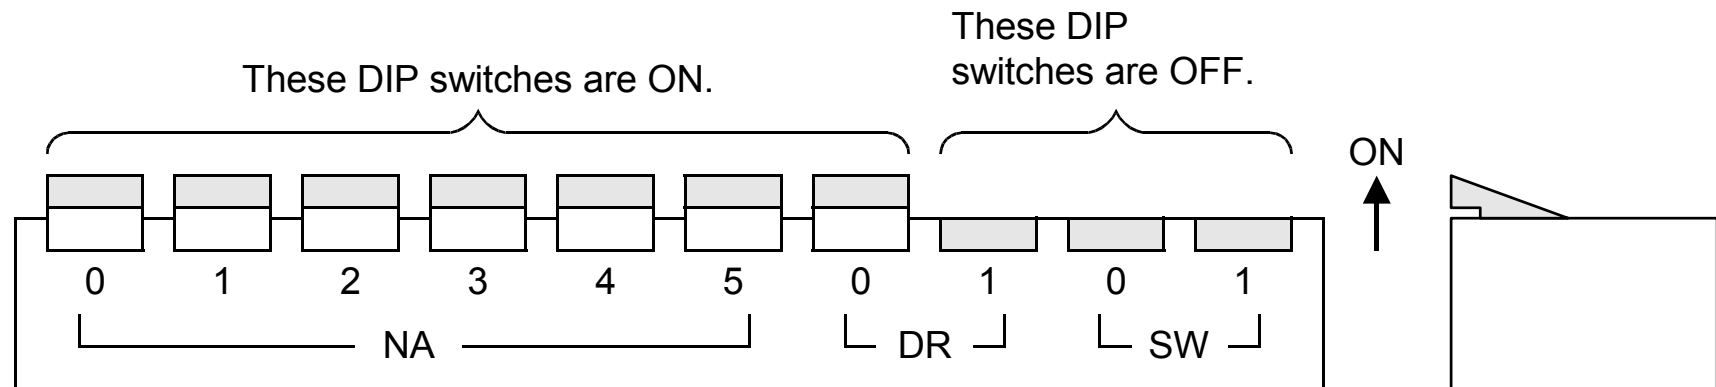 These DIP
switches are OFF.
These DIP switches are ON.
ON
0 1 2 3 4 5 0 1 0 1
NA DR SW